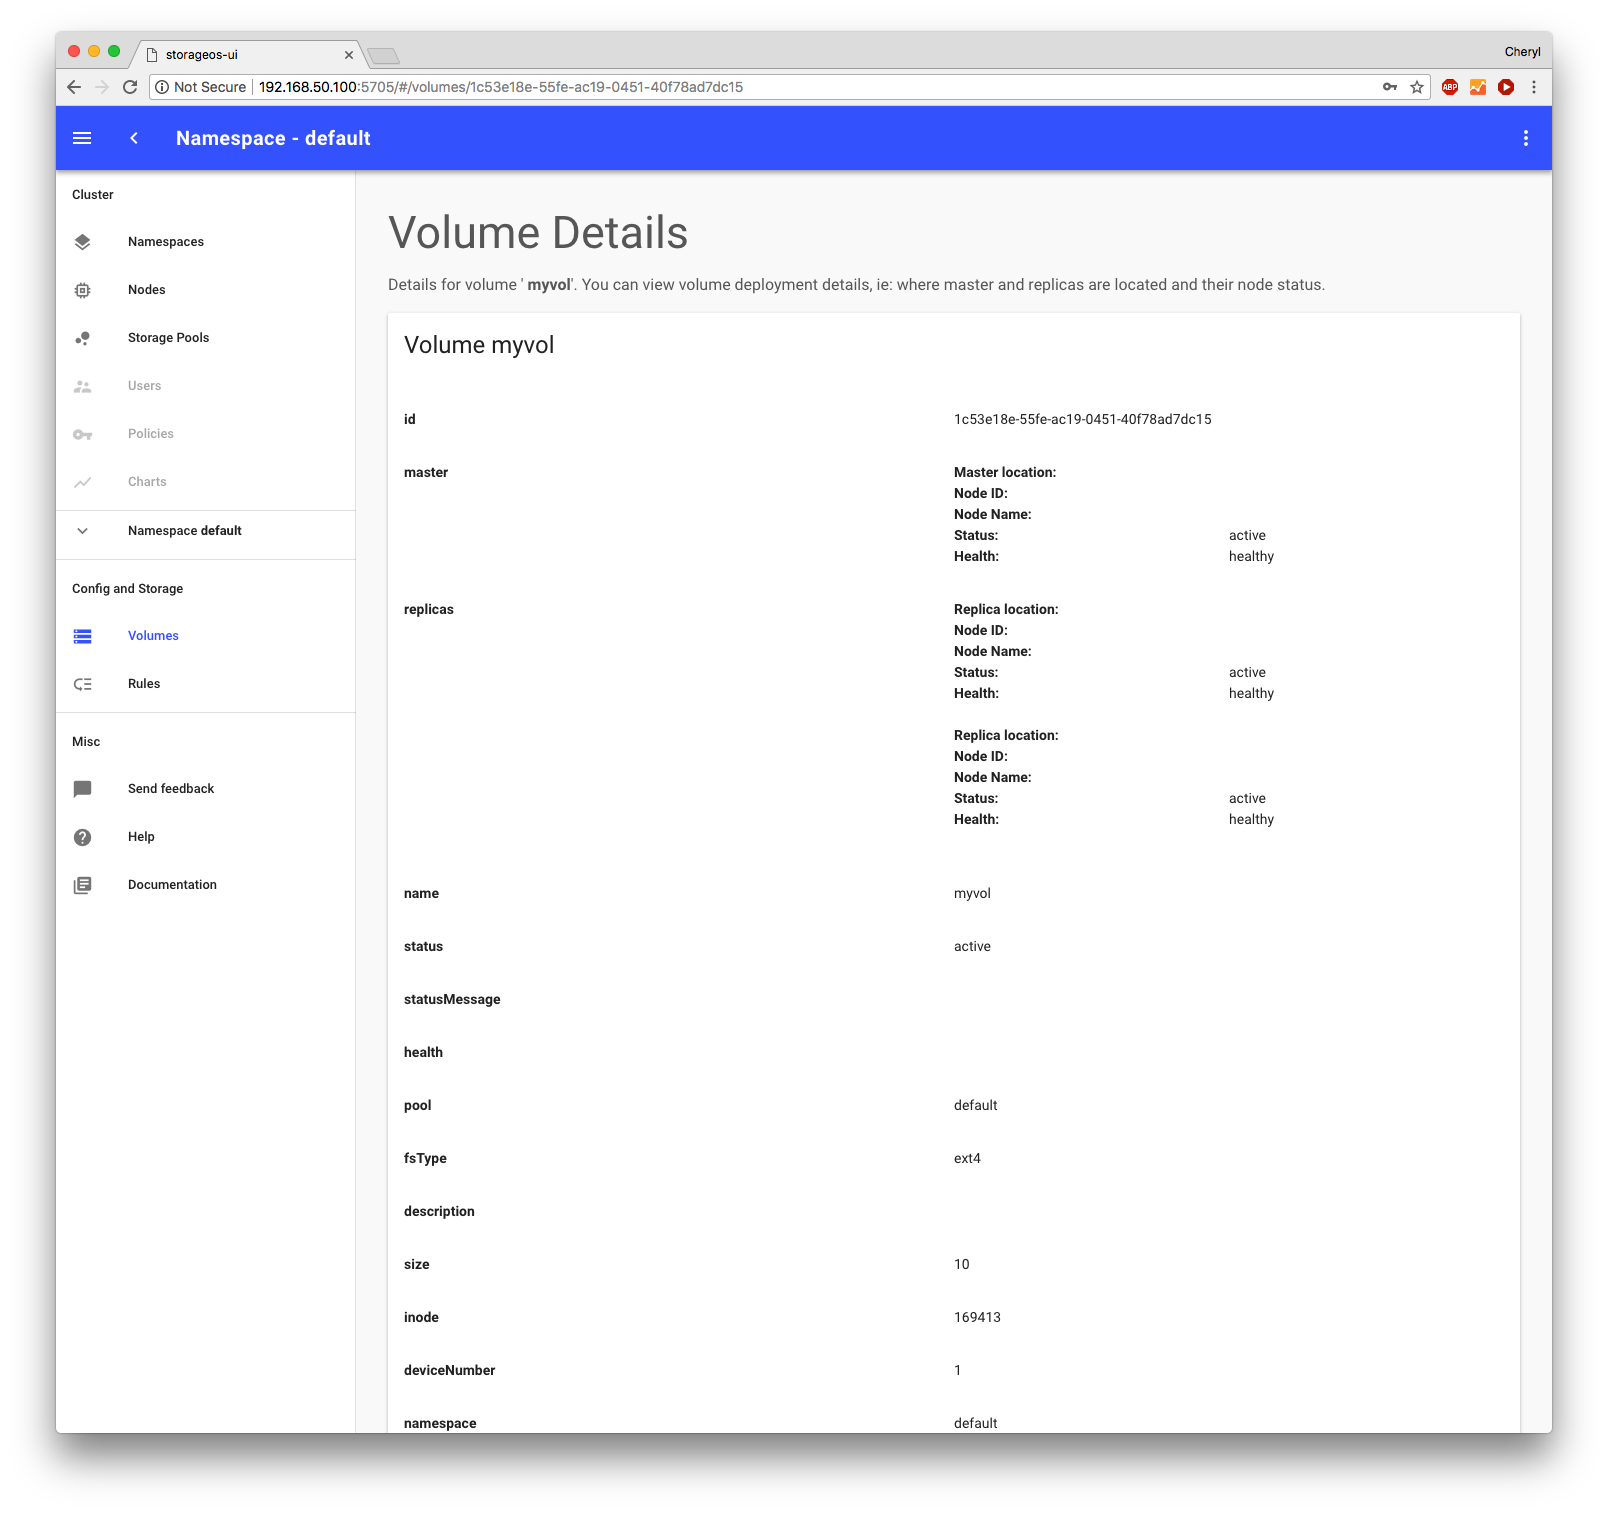 storageos-ui
Cheryl
Not Secure 192.168.50.100:5705/#/volumes/1c53e18e-55fe-ac19-0451-40f78ad7dc15
ABP
Namespace - default
Cluster
Namespaces
Nodes
Storage Pools
Users
Policies
Charts
Namespace default
Config and Storage
Volumes
Rules
Misc
Send feedback
Help
Documentation
Volume Details
Details for volume ' myvol'. You can view volume deployment details, ie: where master and replicas are located and their node status.
Volume myvol
id 1c53e18e-55fe-ac19-0451-40f78ad7dc15
master Master location:
Node ID:
Node Name:
Status: active
Health: healthy
replicas Replica location:
Node ID:
Node Name:
Status: active
Health: healthy
Replica location:
Node ID:
Node Name:
Status: active
Health: healthy
name myvol
status active
statusMessage
health
pool default
fsType ext4
description
size 10
inode 169413
deviceNumber 1
namespace default